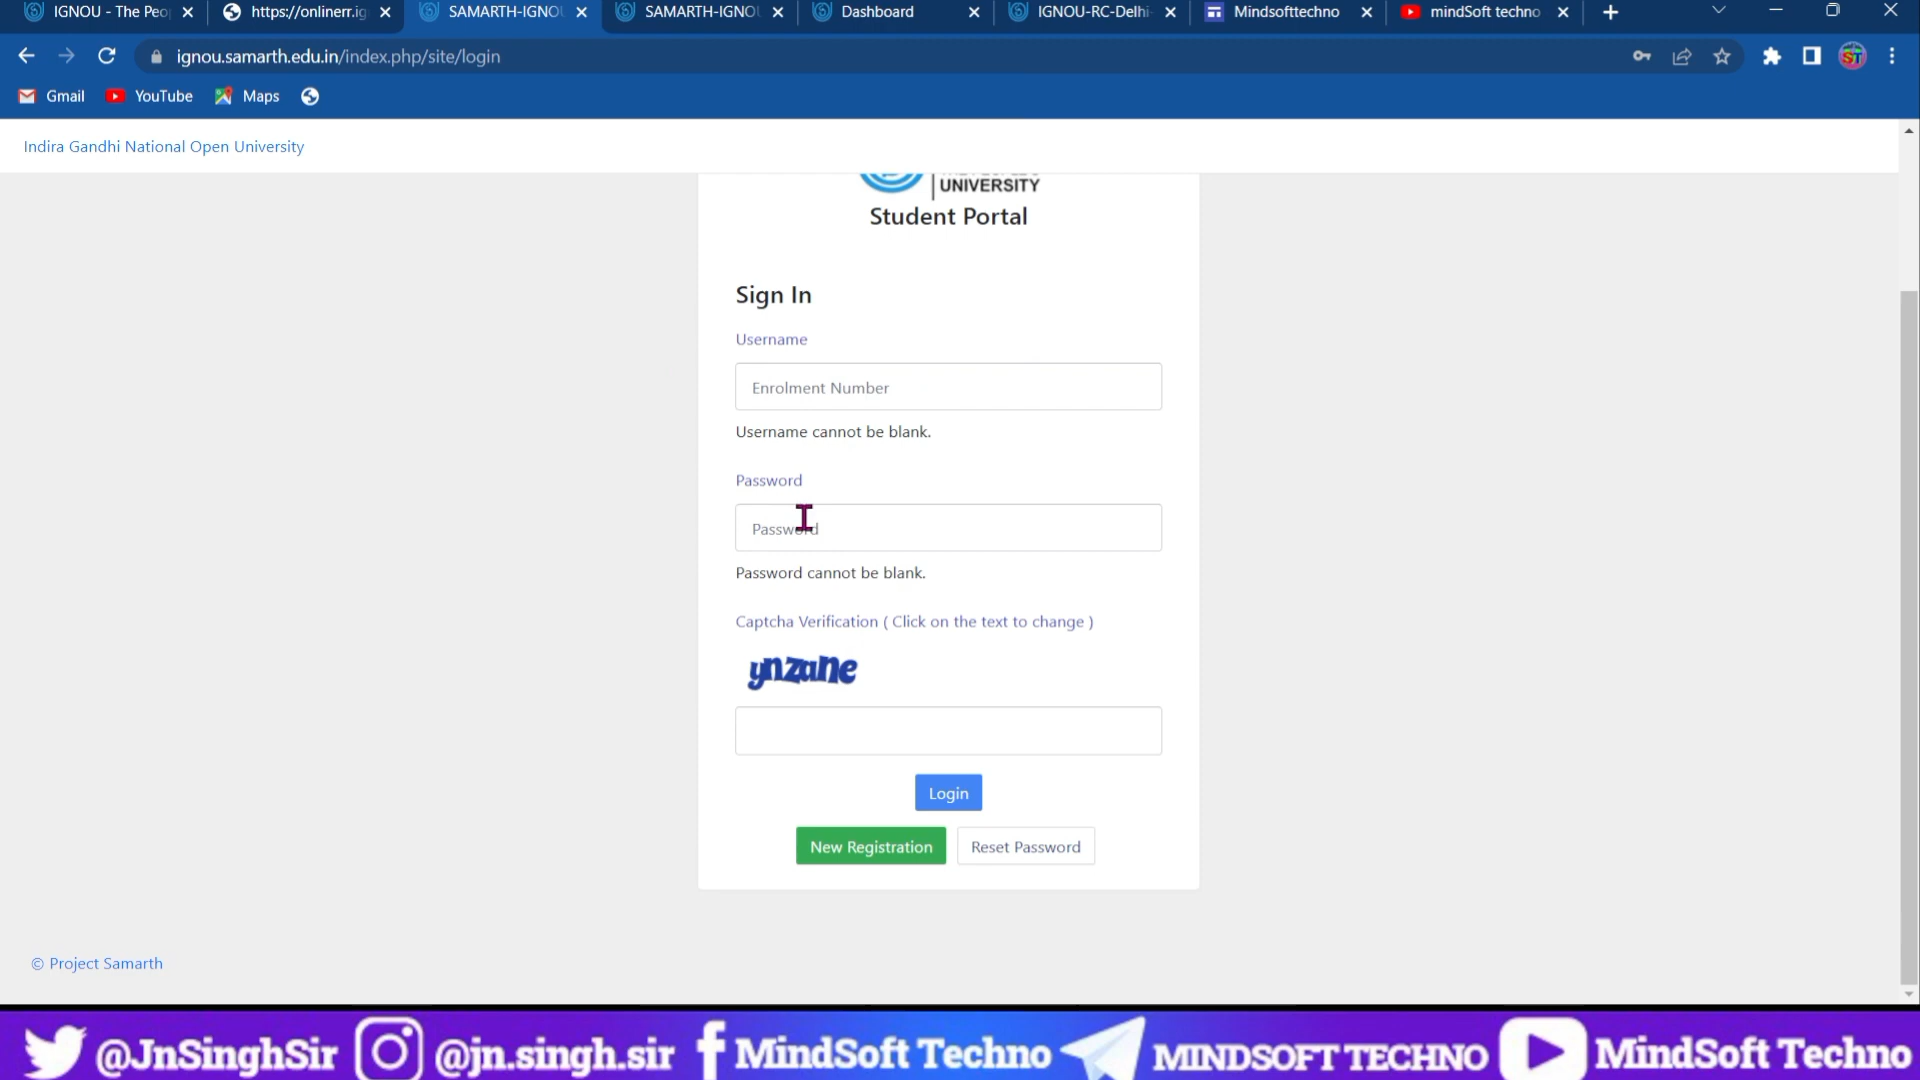 IGNOU - The Peo
https://onlinerr.ig
SAMARTH-IGNOU
SAMARTH-IGNOU
Dashboard
IGNOU-RC-Delhi-
Mindsofttechno
mindSoft techno
ignou.samarth.edu.in/index.php/site/login
ST
Gmail
YouTube
Maps
Indira Gandhi National Open University
UNIVERSITY
Student Portal
Sign In
Username
Enrolment Number
Username cannot be blank.
Password
Password
Password cannot be blank.
Captcha Verification ( Click on the text to change )
ynzane
Login
New Registration
Reset Password
© Project Samarth
@JnSinghSir
@jn.singh.sir
MindSoft Techno
MINDSOFT TECHNO
MindSoft Techno